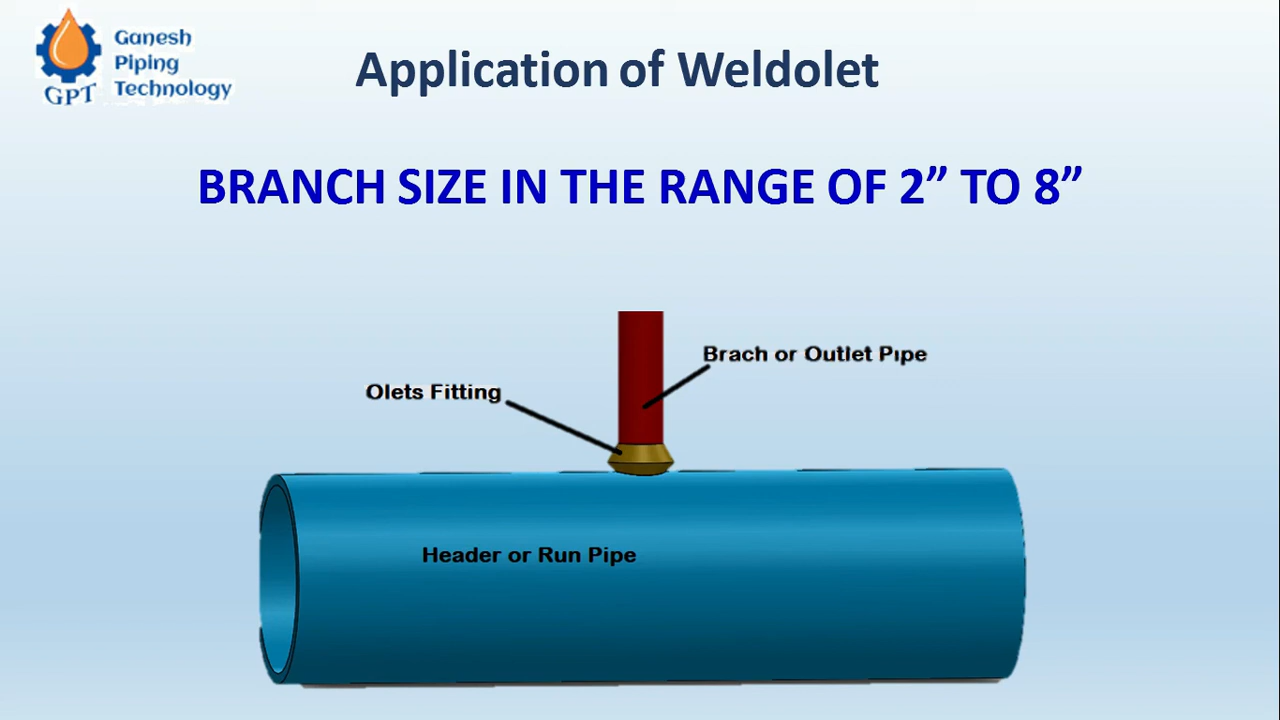 Ganesh
Piping
Technology
GPT
Application of Weldolet
BRANCH SIZE IN THE RANGE OF 2” TO 8”
Brach or Outlet Pipe
Olets Fitting
Header or Run Pipe